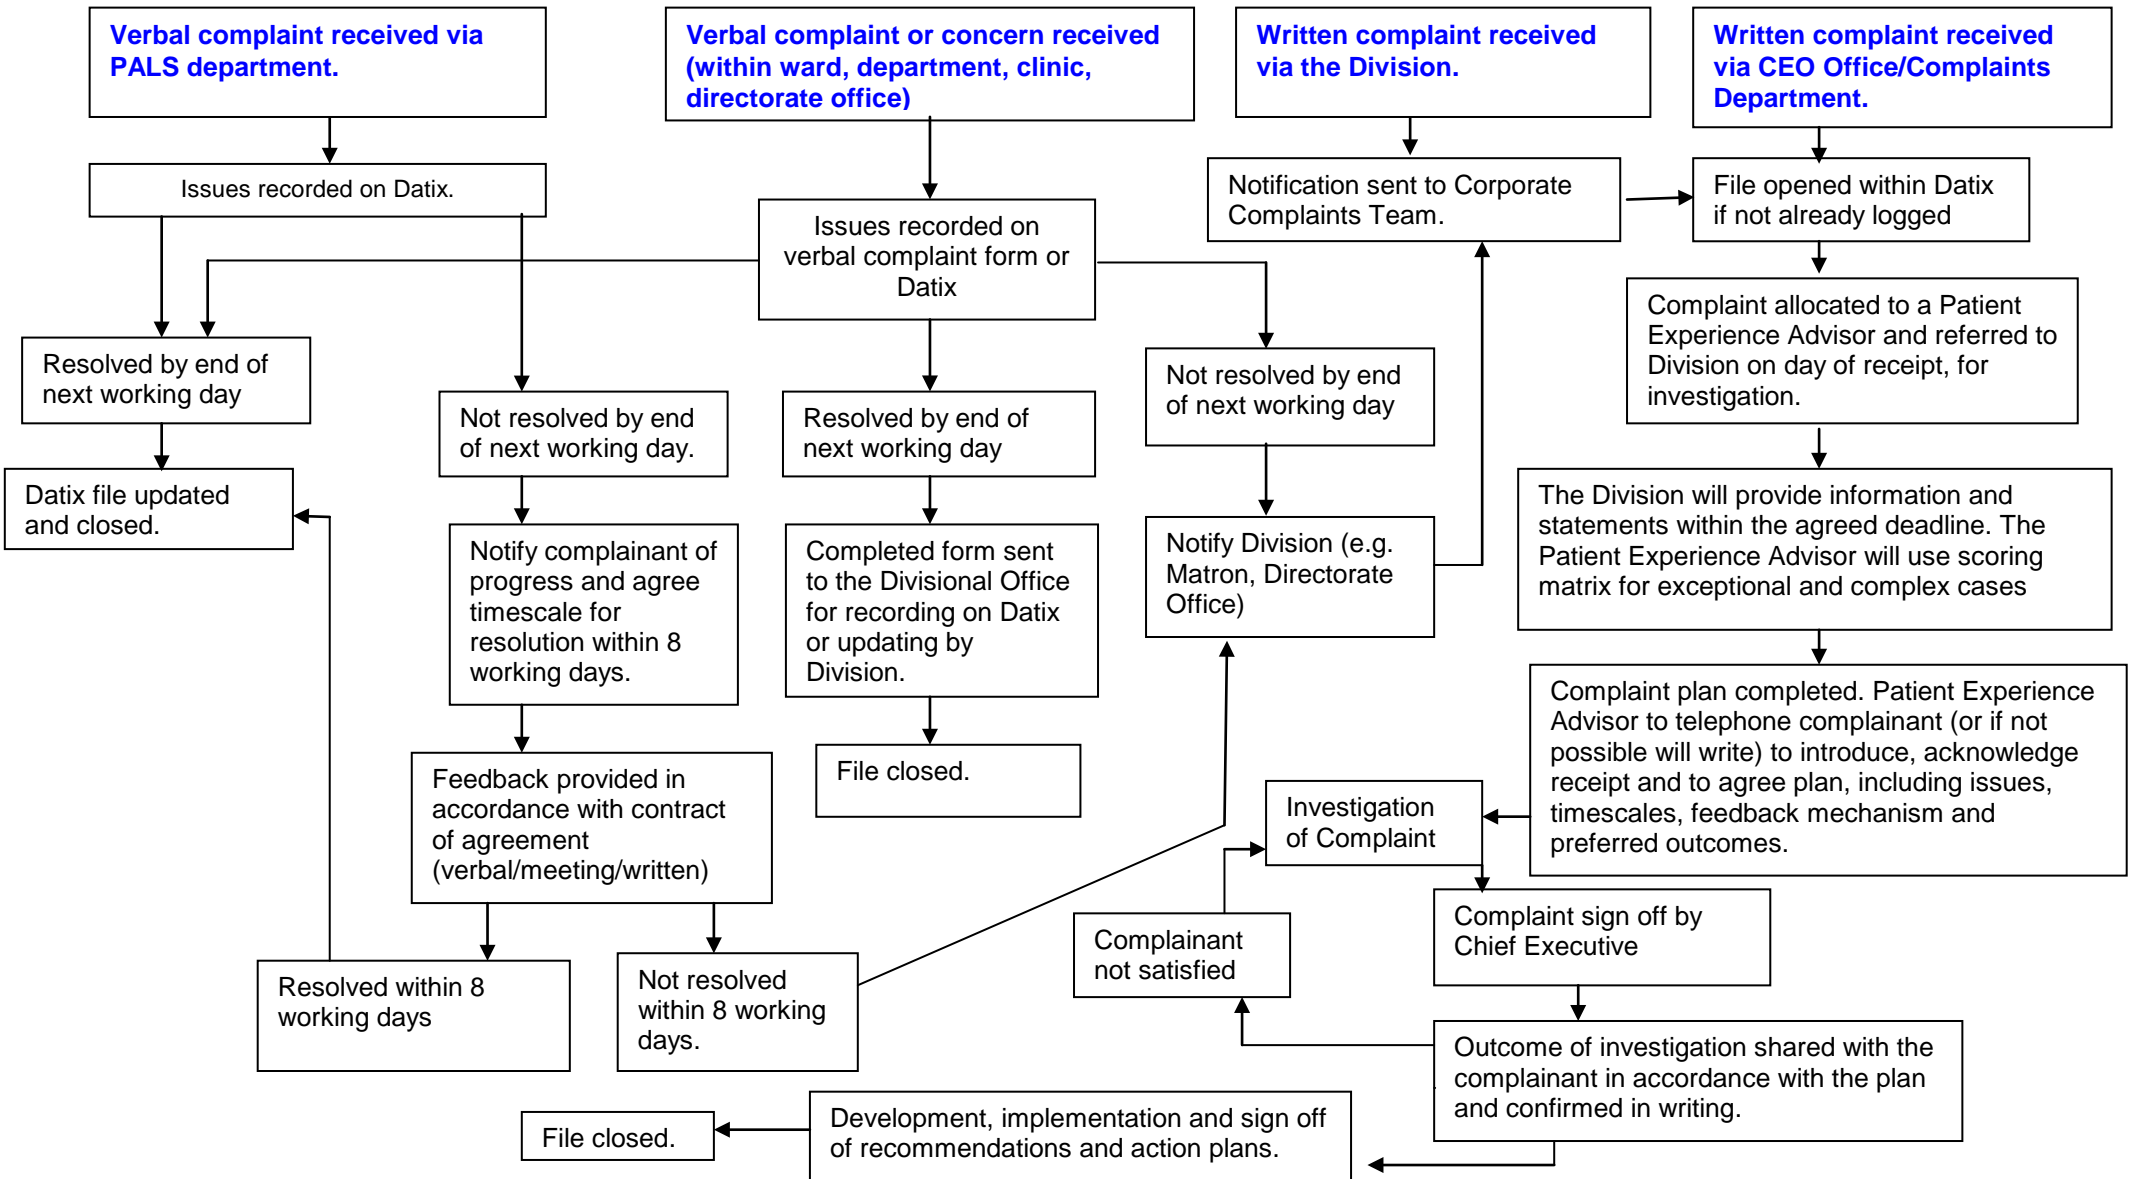 Verbal complaint received via
PALS department.
Verbal complaint or concern received
(within ward, department, clinic,
directorate office)
Written complaint received
via the Division.
Written complaint received
via CEO Office/Complaints
Department.
Issues recorded on Datix.
Issues recorded on
verbal complaint form or
Datix
Notification sent to Corporate
Complaints Team.
File opened within Datix
if not already logged
Complaint allocated to a Patient
Experience Advisor and referred to
Division on day of receipt, for
investigation.
Resolved by end of
next working day
Not resolved by end
of next working day.
Resolved by end of
next working day
Not resolved by end
of next working day
Datix file updated
and closed.
Notify complainant of
progress and agree
timescale for
resolution within 8
working days.
Completed form sent
to the Divisional Office
for recording on Datix
or updating by
Division.
Notify Division (e.g.
Matron, Directorate
Office)
The Division will provide information and
statements within the agreed deadline. The
Patient Experience Advisor will use scoring
matrix for exceptional and complex cases
Complaint plan completed. Patient Experience
Advisor to telephone complainant (or if not
possible will write) to introduce, acknowledge
receipt and to agree plan, including issues,
timescales, feedback mechanism and
preferred outcomes.
Feedback provided in
accordance with contract
of agreement
(verbal/meeting/written)
File closed.
Investigation
of Complaint
Complaint sign off by
Chief Executive
Complainant
not satisfied
Resolved within 8
working days
Not resolved
within 8 working
days.
Outcome of investigation shared with the
complainant in accordance with the plan
and confirmed in writing.
Development, implementation and sign off
of recommendations and action plans.
File closed.